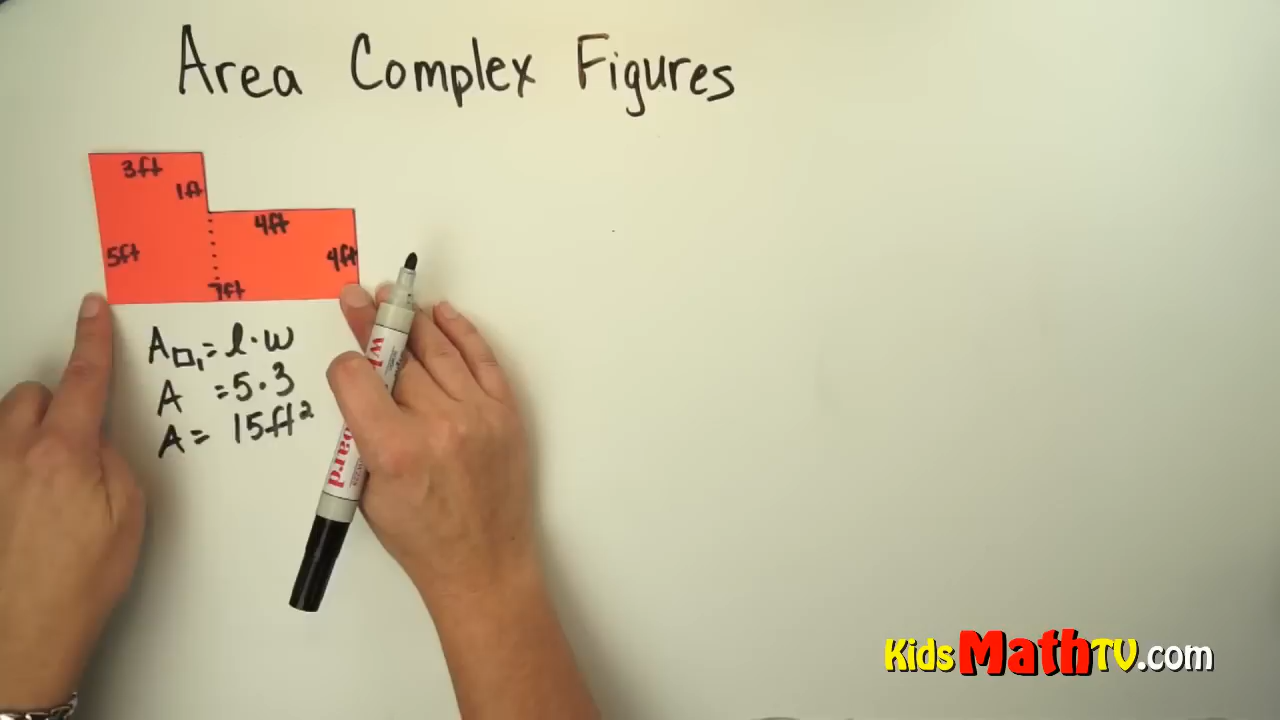 Area Complex Figures
3ft
1ft
4ft
5ft
4ft
7ft
A□₁ = l · w
A = 5 · 3
A = 15ft²
KidsMathTV.com